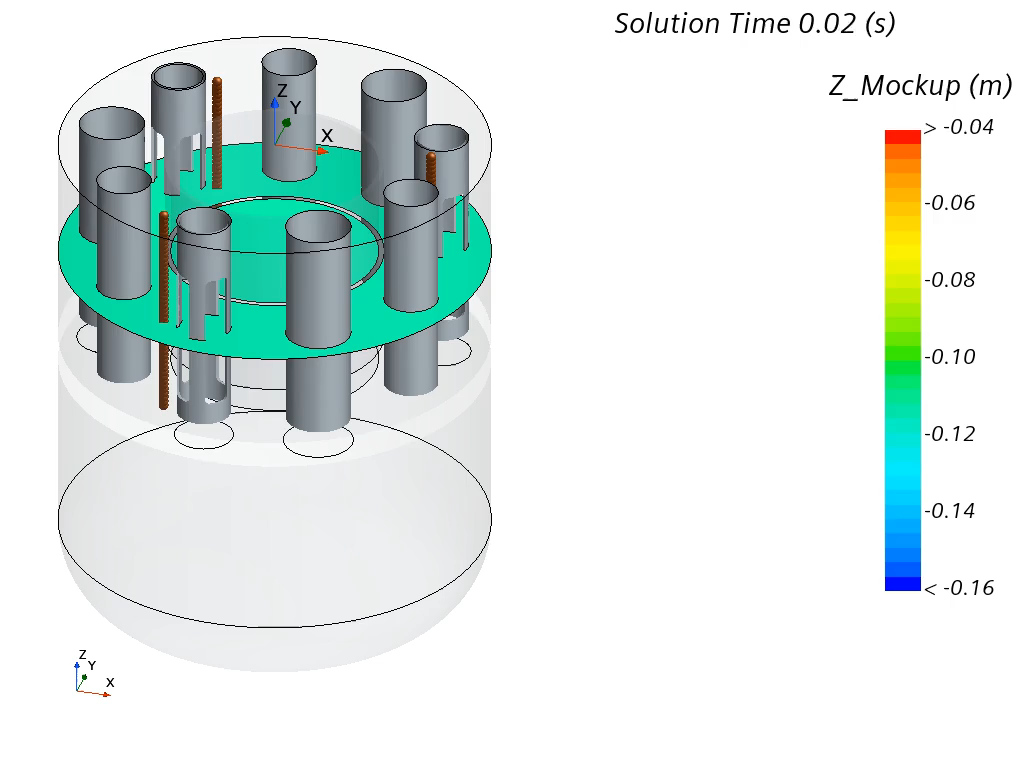 Solution Time 0.02 (s)
Z_Mockup (m)
> -0.04
-0.06
-0.08
-0.10
-0.12
-0.14
< -0.16
Z
Y
X
Z
Y
X